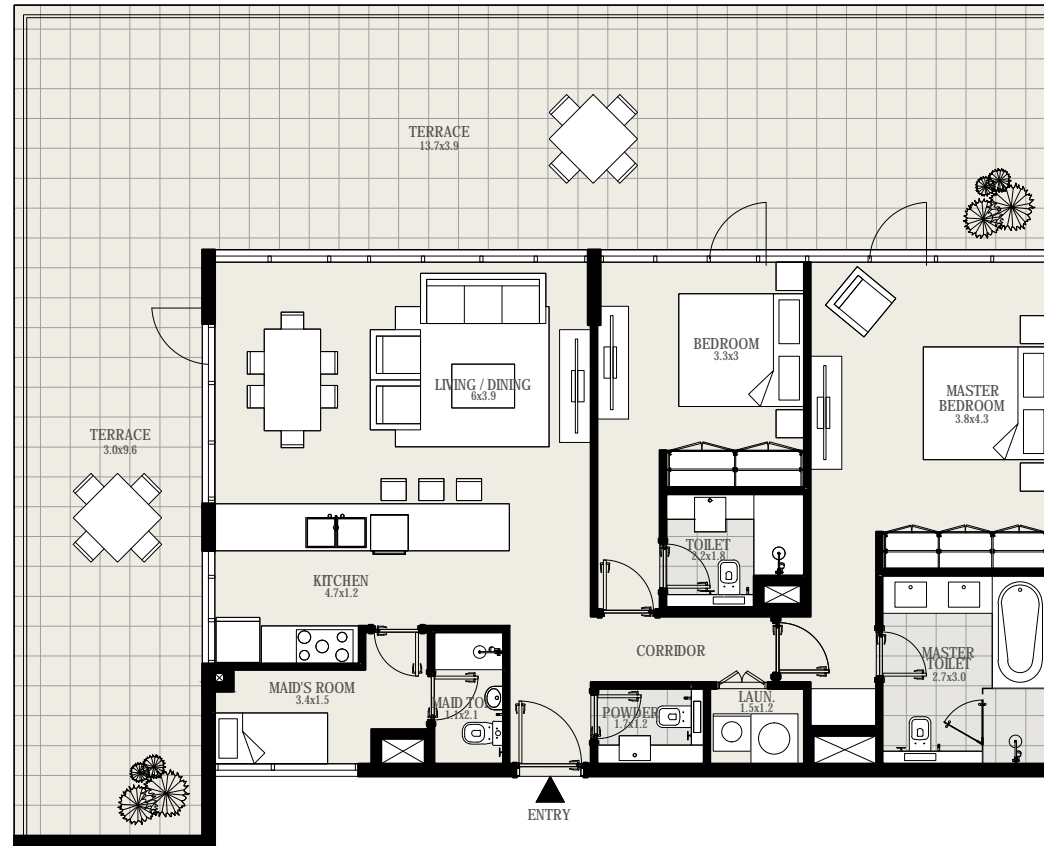 TERRACE
13.7x3.9
BEDROOM
3.3x3
LIVING / DINING
6x3.9
MASTER
BEDROOM
3.8x4.3
TERRACE
3.0x9.6
TOILET
2.2x1.8
KITCHEN
4.7x1.2
CORRIDOR
MASTER
TOILET
2.7x3.0
MAID'S ROOM
3.4x1.5
MAID TOI
1.1x2.1
POWDER
1.7x1.2
LAUN.
1.5x1.2
ENTRY